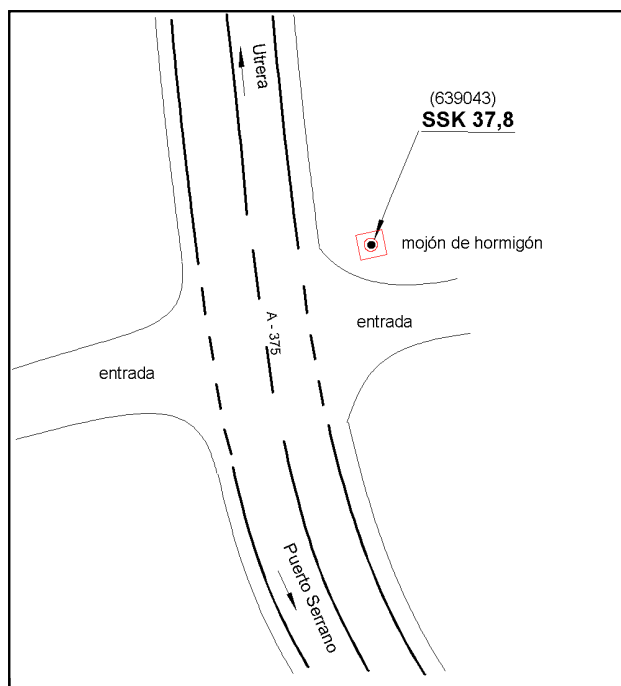 Utrera
(639043)
SSK 37,8
mojón de hormigón
A - 375
entrada
entrada
Puerto Serrano